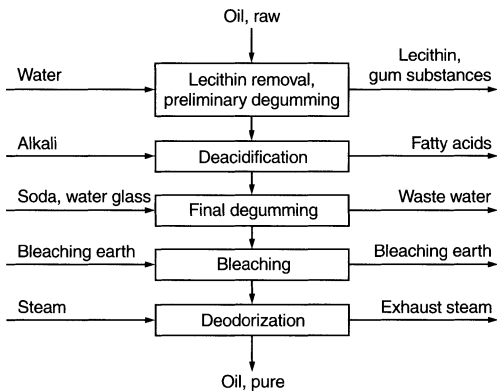 Oil, raw
Water
Lecithin removal,
preliminary degumming
Lecithin,
gum substances
Alkali
Deacidification
Fatty acids
Soda, water glass
Final degumming
Waste water
Bleaching earth
Bleaching
Bleaching earth
Steam
Deodorization
Exhaust steam
Oil, pure